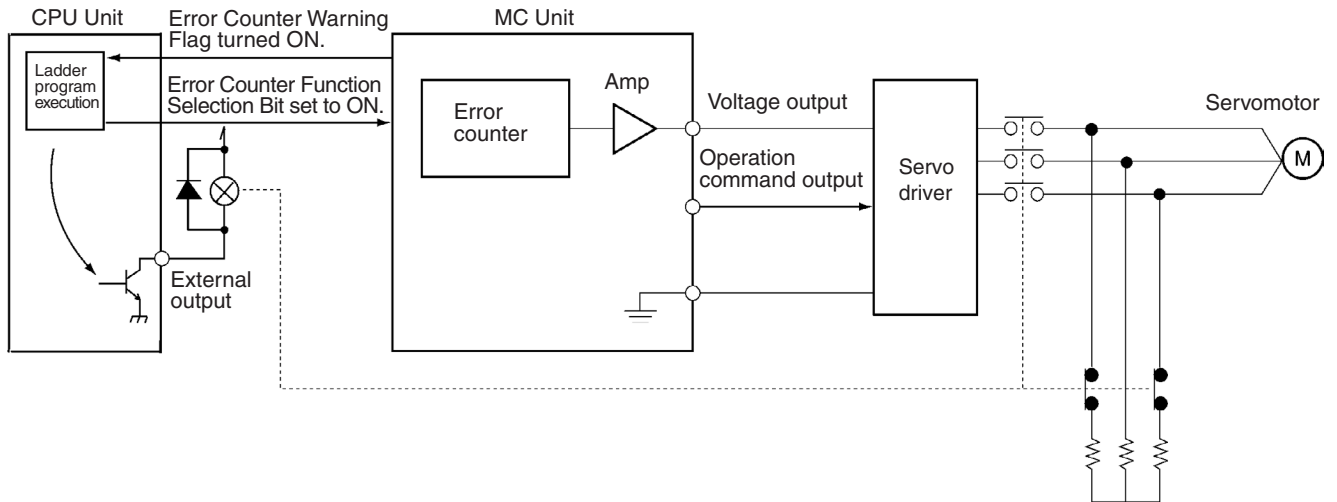 CPU Unit
Error Counter Warning
Flag turned ON.
MC Unit
Ladder
program
execution
Error Counter Function
Selection Bit set to ON.
Amp
Error
counter
Voltage output
Servomotor
Operation
command output
Servo
driver
M
External
output